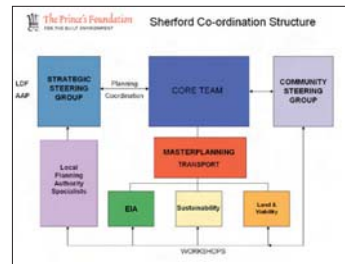 The Prince's Foundation
FOR THE BUILT ENVIRONMENT
Sherford Co-ordination Structure
LDF
AAP
STRATEGIC
STEERING
GROUP
Planning
Coordination
CORE TEAM
COMMUNITY
STEERING
GROUP
MASTERPLANNING
TRANSPORT
Local
Planning
Authority
Specialists
EIA
Sustainability
Land &
Viability
WORKSHOPS